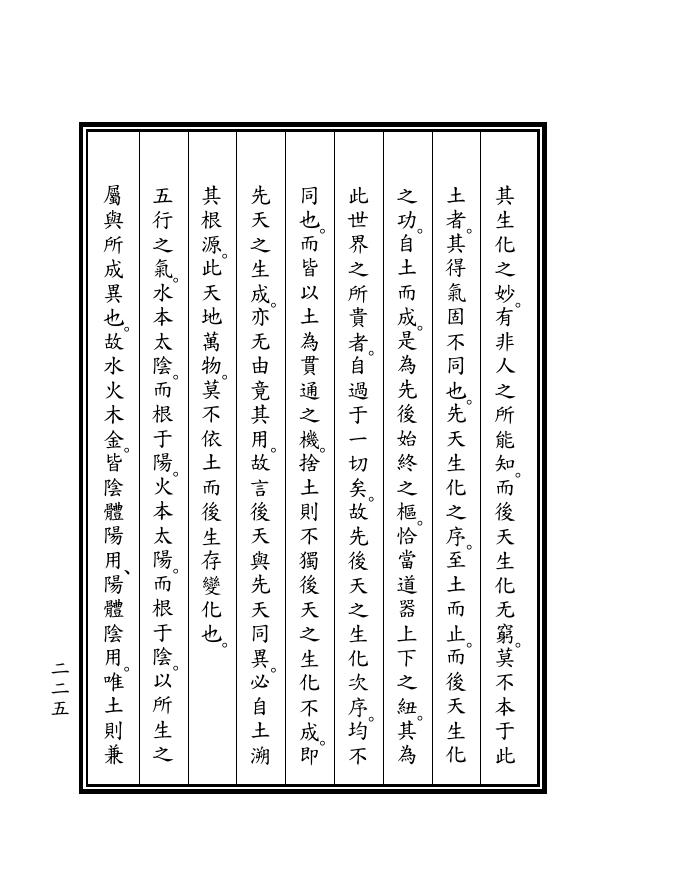 其生化之妙。有非人之所能知。而後天生化无窮。莫不本于此
土者。其得氣固不同也。先天生化之序。至土而止。而後天生化
之功。自土而成。是為先後始終之樞。恰當道器上下之紐。其為
此世界之所貴者。自過于一切矣。故先後天之生化次序。均不
同也。而皆以土為貫通之機。捨土則不獨後天之生化不成。即
先天之生成。亦无由竟其用。故言後天與先天同異。必自土溯
其根源。此天地萬物。莫不依土而後生存變化也。
五行之氣。水本太陰。而根于陽。火本太陽。而根于陰。以所生之
屬與所成異也。故水火木金。皆陰體陽用、陽體陰用。唯土則兼
二二五